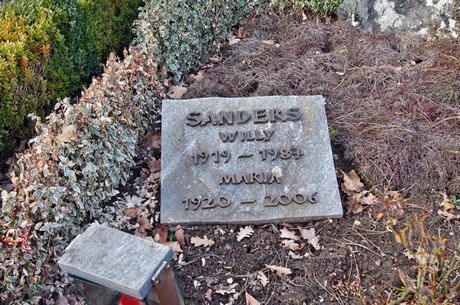 SANDERS
WILLY
1919 – 1984
MARIA
1920 – 2006